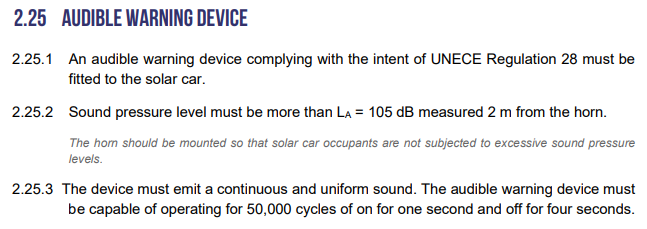 2.25 AUDIBLE WARNING DEVICE
2.25.1 An audible warning device complying with the intent of UNECE Regulation 28 must be
fitted to the solar car.
2.25.2 Sound pressure level must be more than LA = 105 dB measured 2 m from the horn.
The horn should be mounted so that solar car occupants are not subjected to excessive sound pressure
levels.
2.25.3 The device must emit a continuous and uniform sound. The audible warning device must
be capable of operating for 50,000 cycles of on for one second and off for four seconds.